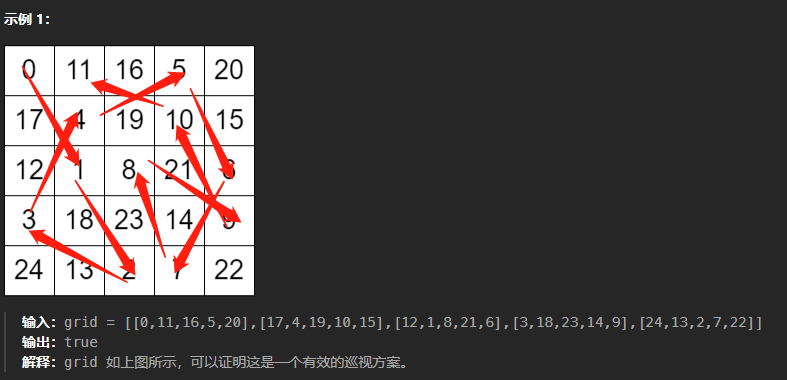 示例 1：
0 11 16 5 20
17 4 19 10 15
12 1 8 21 6
3 18 23 14 9
24 13 2 7 22
输入：grid = [[0,11,16,5,20],[17,4,19,10,15],[12,1,8,21,6],[3,18,23,14,9],[24,13,2,7,22]]
输出：true
解释：grid 如上图所示，可以证明这是一个有效的巡视方案。